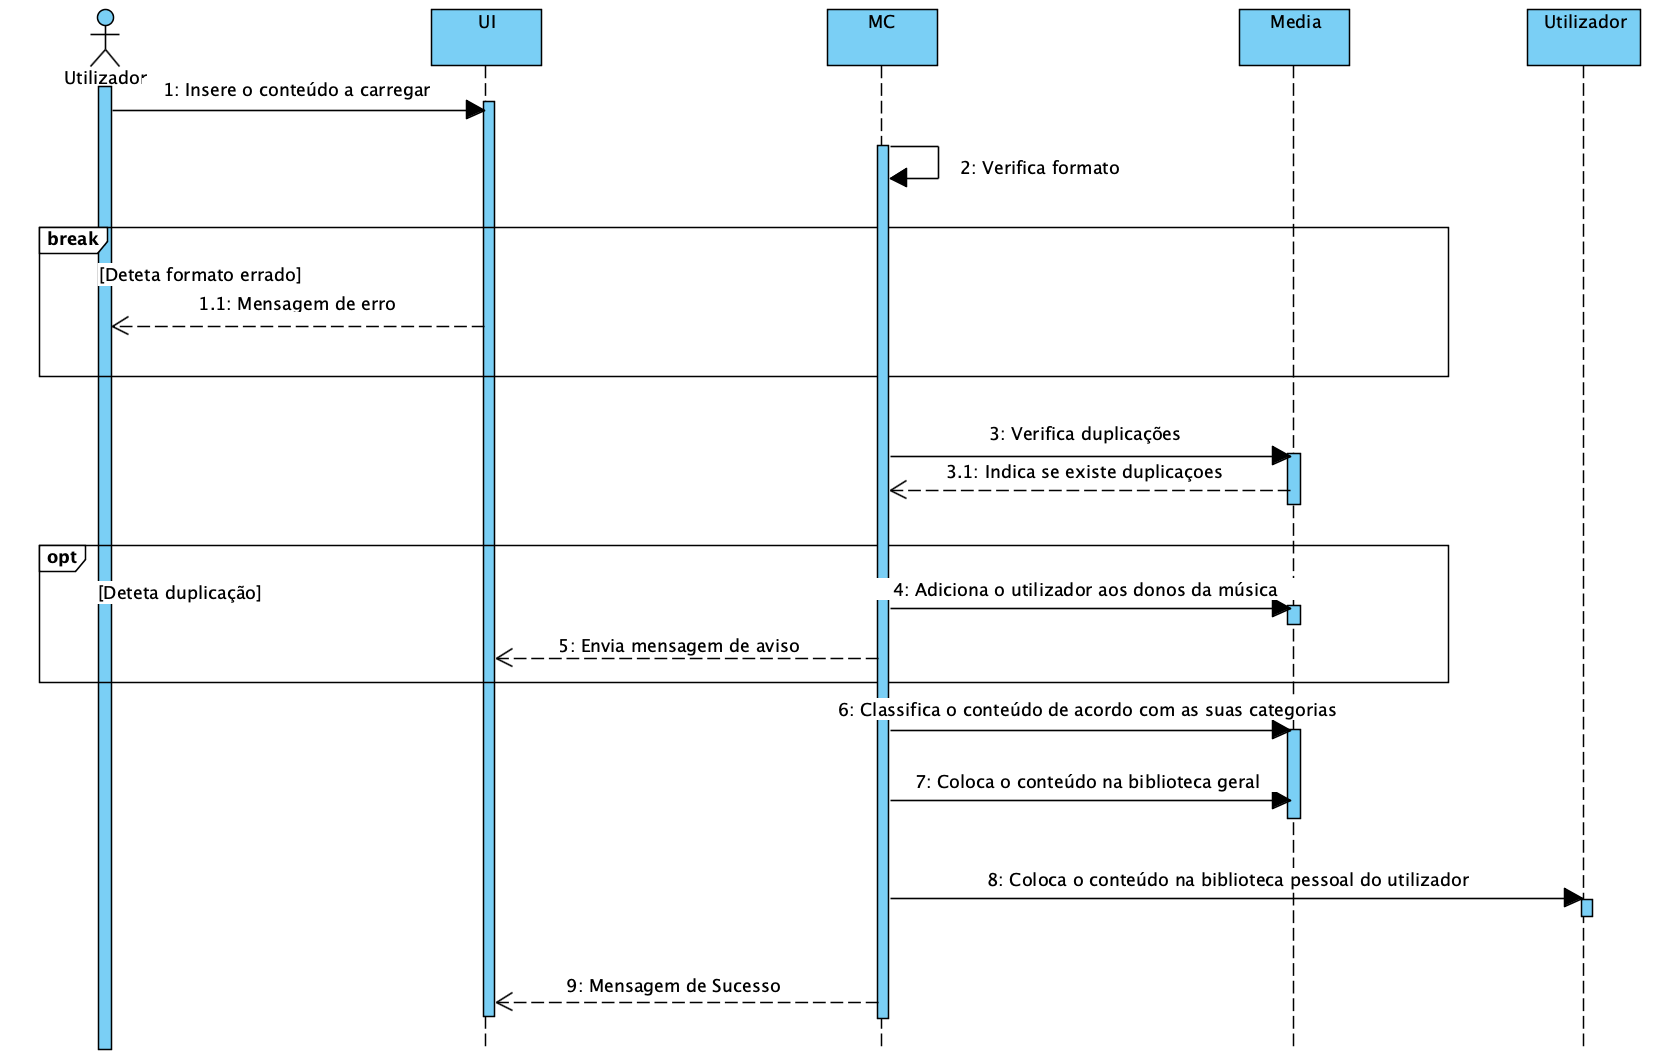 UI
MC
Media
Utilizador
Utilizador
1: Insere o conteúdo a carregar
2: Verifica formato
break
[Deteta formato errado]
1.1: Mensagem de erro
3: Verifica duplicações
3.1: Indica se existe duplicaçoes
opt
[Deteta duplicação]
4: Adiciona o utilizador aos donos da música
5: Envia mensagem de aviso
6: Classifica o conteúdo de acordo com as suas categorias
7: Coloca o conteúdo na biblioteca geral
8: Coloca o conteúdo na biblioteca pessoal do utilizador
9: Mensagem de Sucesso